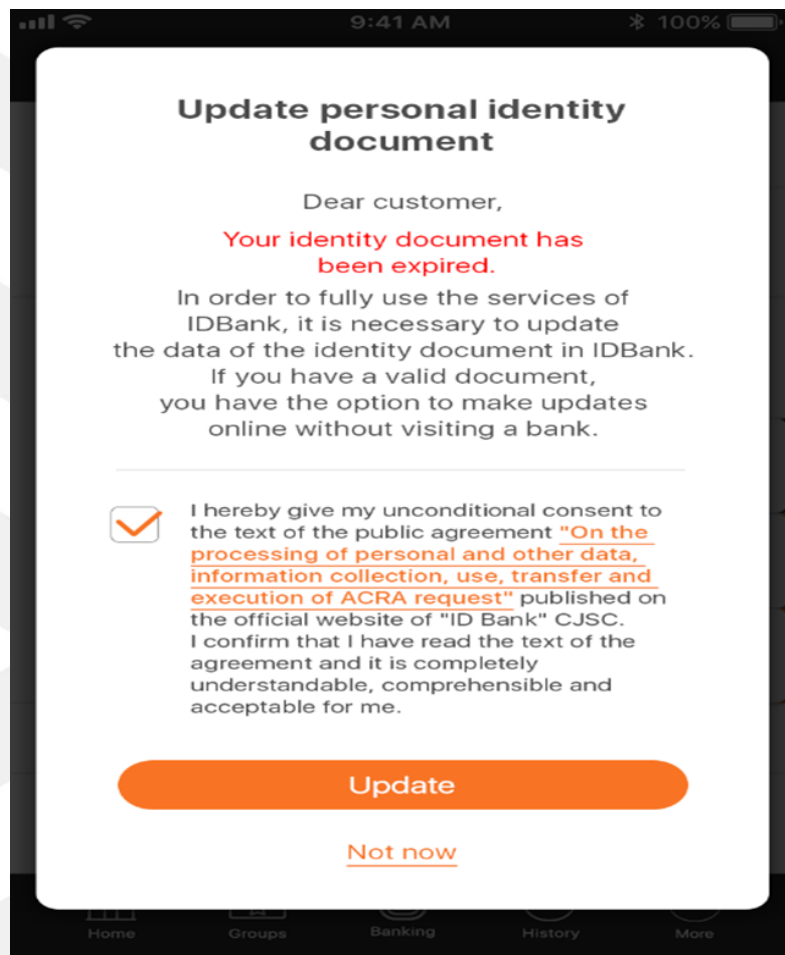 9:41 AM
100%
Update personal identity
document
Dear customer,
Your identity document has
been expired.
In order to fully use the services of
IDBank, it is necessary to update
the data of the identity document in IDBank.
If you have a valid document,
you have the option to make updates
online without visiting a bank.
I hereby give my unconditional consent to
the text of the public agreement "On the
processing of personal and other data,
information collection, use, transfer and
execution of ACRA request" published on
the official website of "ID Bank" CJSC.
I confirm that I have read the text of the
agreement and it is completely
understandable, comprehensible and
acceptable for me.
Update
Not now
Home Groups Banking History More